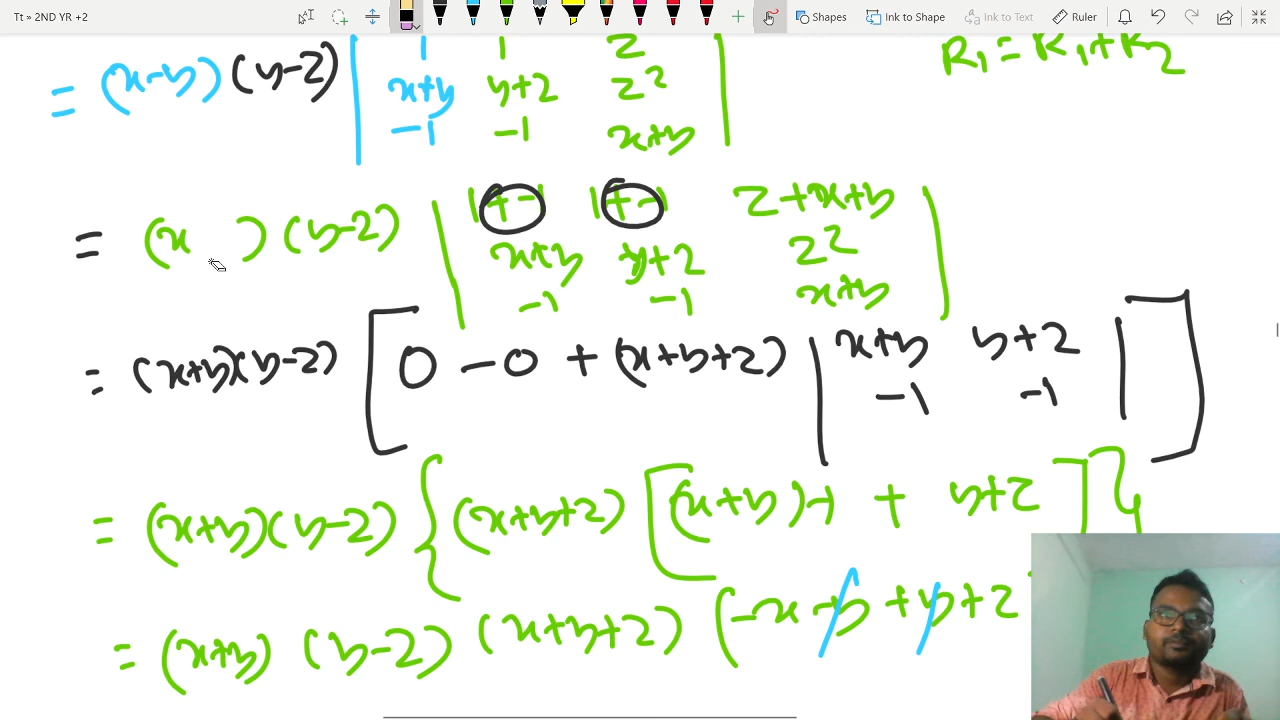 Tt » 2ND YR +2
Shapes Ink to Shape Ink to Text Ruler
= (x-y)(y-z) | 1 1 z | R₁ = R₁+R₂
| x+y y+z z² |
| -1 -1 x+y |
= (x )(y-z) | 1+-1 1+-1 z+x+y |
| x+y y+z z² |
| -1 -1 x+y |
= (x+y)(y-z) [ 0 - 0 + (x+y+z) | x+y y+z | ]
| -1 -1 |
= (x+y)(y-z) { (x+y+z) [ (x+y)-1 + y+z ] }
= (x+y) (y-z) (x+y+z) (-x-y+y+z